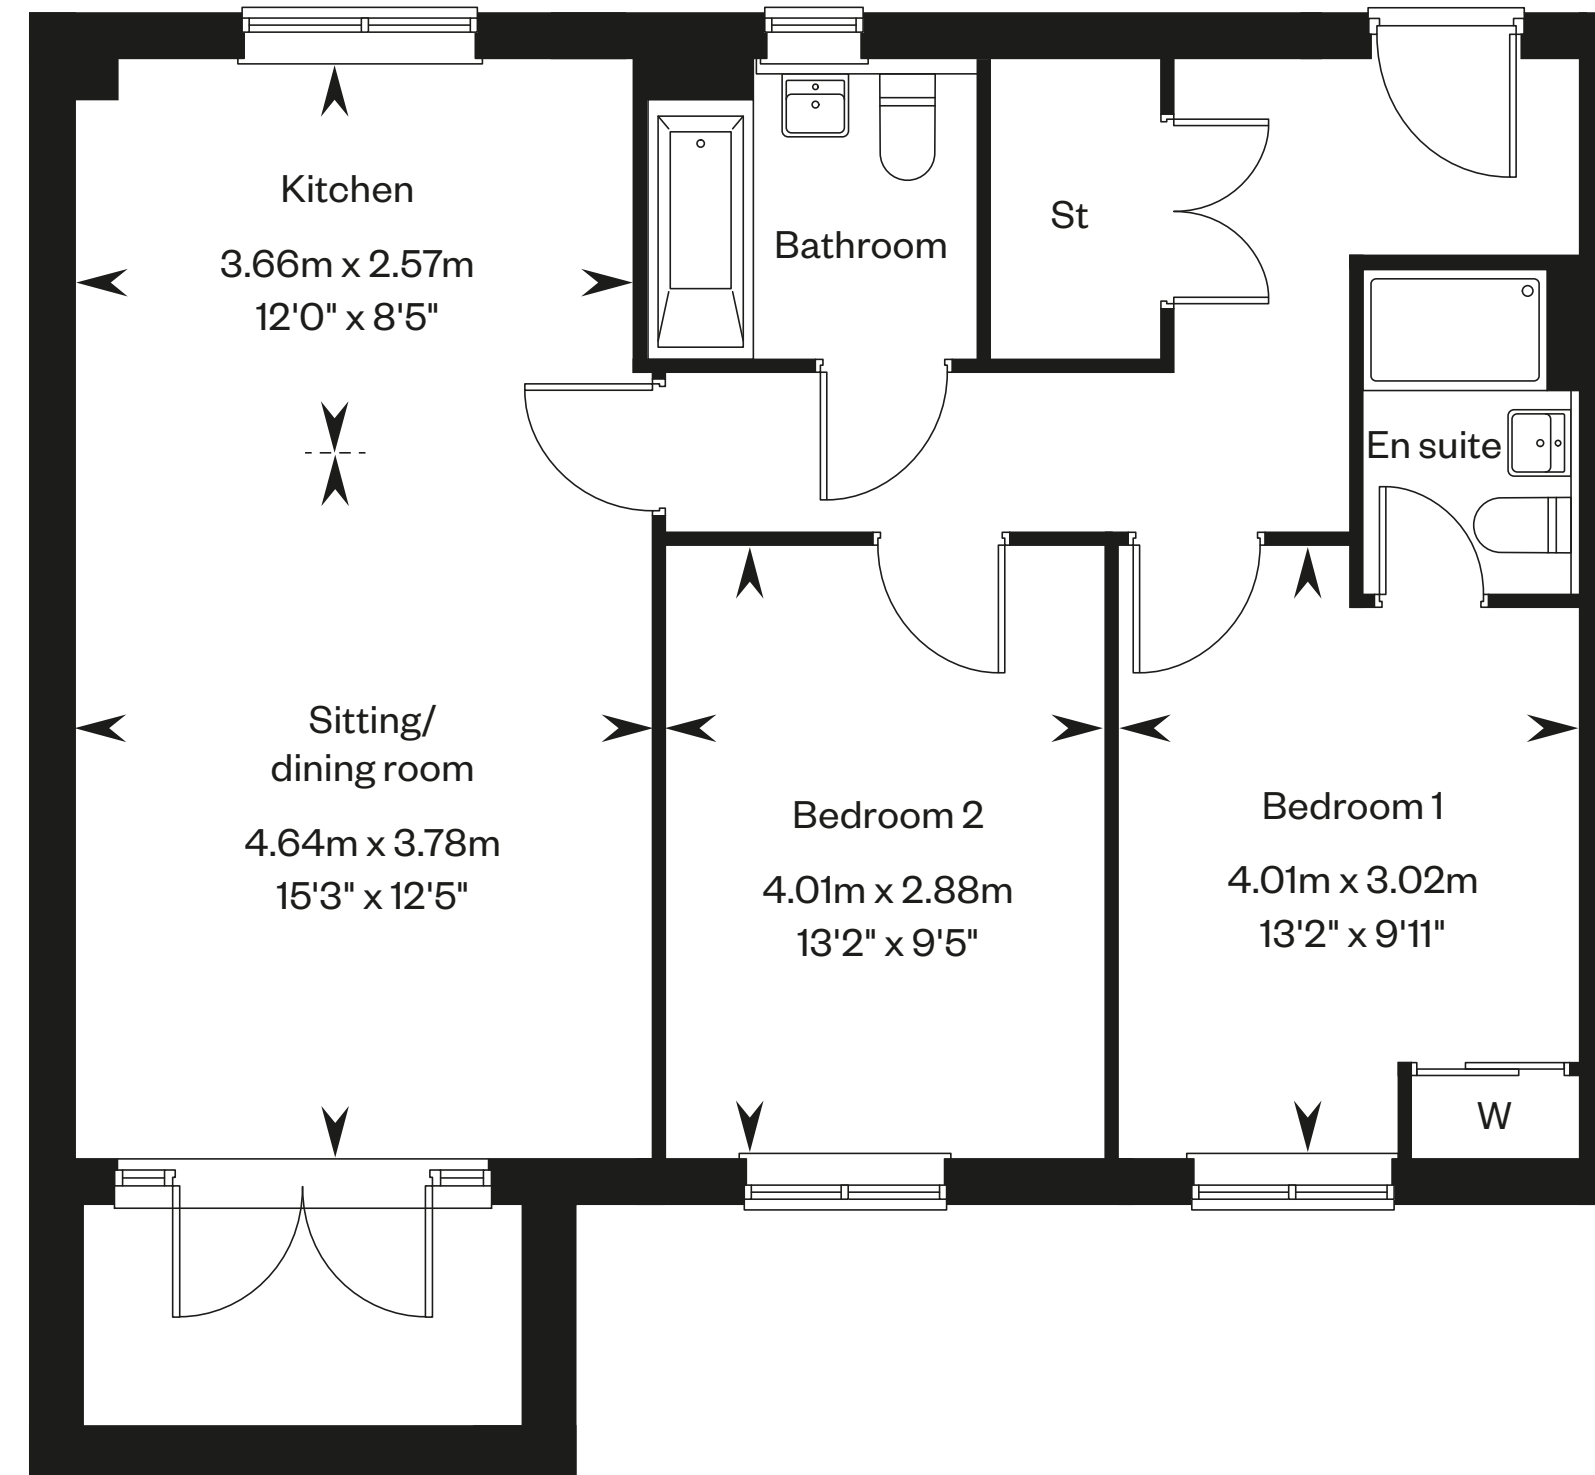 Kitchen
3.66m x 2.57m
12'0" x 8'5"
Bathroom
St
En suite
Sitting/
dining room
4.64m x 3.78m
15'3" x 12'5"
Bedroom 2
4.01m x 2.88m
13'2" x 9'5"
Bedroom 1
4.01m x 3.02m
13'2" x 9'11"
W